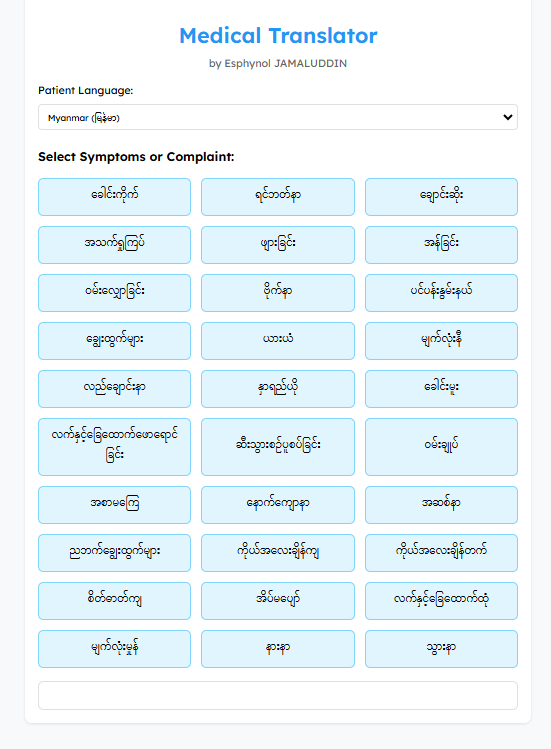 Medical Translator
by Esphynol JAMALUDDIN
Patient Language:
Myanmar (မြန်မာ)
Select Symptoms or Complaint:
ခေါင်းကိုက်
ရင်ဘတ်နာ
ချောင်းဆိုး
အသက်ရှူကြပ်
ဖျားခြင်း
အန်ခြင်း
ဝမ်းလျှောခြင်း
ဗိုက်နာ
ပင်ပန်းနွမ်းနယ်
ချွေးထွက်များ
ယားယံ
မျက်လုံးနီ
လည်ချောင်းနာ
နှာရည်ယို
ခေါင်းမူး
လက်နှင့်ခြေထောက်ဖောရောင်
ခြင်း
ဆီးသွားစဉ်ပူစပ်ခြင်း
ဝမ်းချုပ်
အစာမကြေ
နောက်ကျောနာ
အဆစ်နာ
ညဘက်ချွေးထွက်များ
ကိုယ်အလေးချိန်ကျ
ကိုယ်အလေးချိန်တက်
စိတ်ဓာတ်ကျ
အိပ်မပျော်
လက်နှင့်ခြေထောက်ထုံ
မျက်လုံးမှုန်
နားနာ
သွားနာ